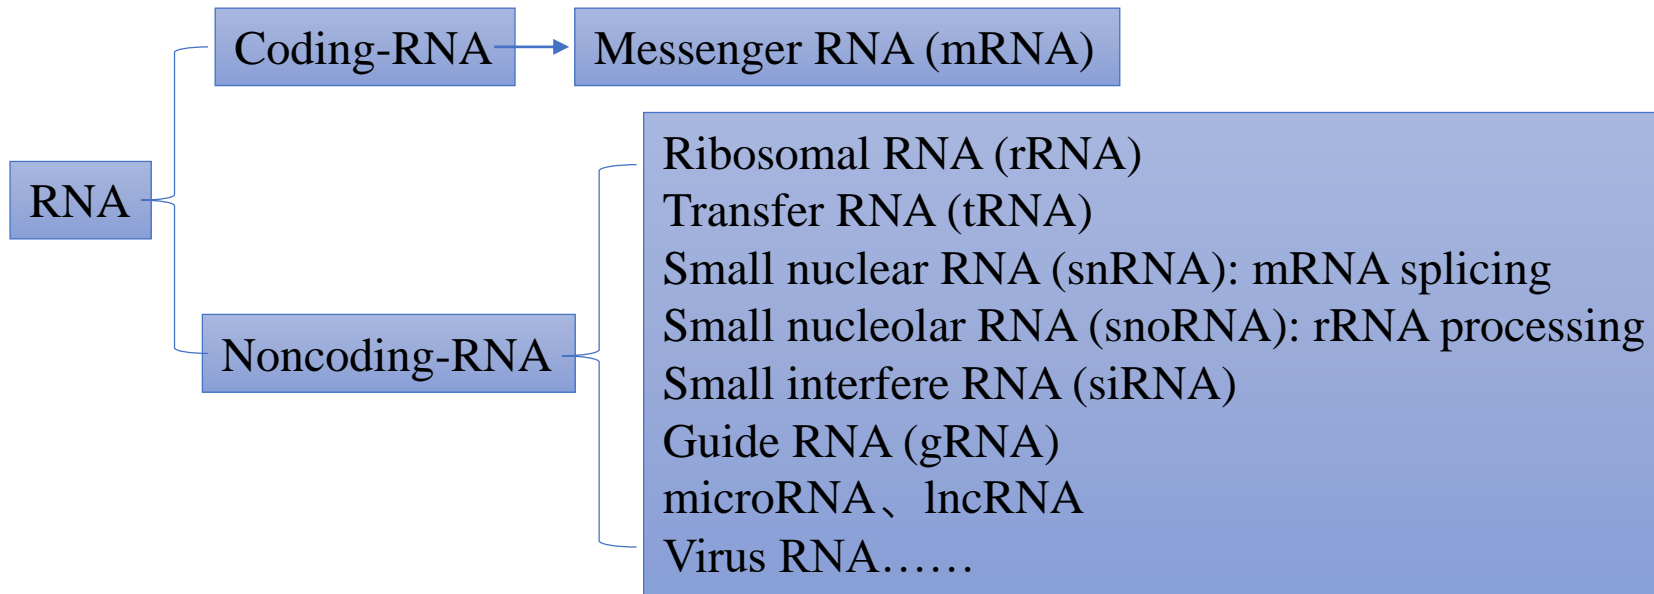 Coding-RNA
Messenger RNA (mRNA)
RNA
Noncoding-RNA
Ribosomal RNA (rRNA)
Transfer RNA (tRNA)
Small nuclear RNA (snRNA): mRNA splicing
Small nucleolar RNA (snoRNA): rRNA processing
Small interfere RNA (siRNA)
Guide RNA (gRNA)
microRNA、lncRNA
Virus RNA……